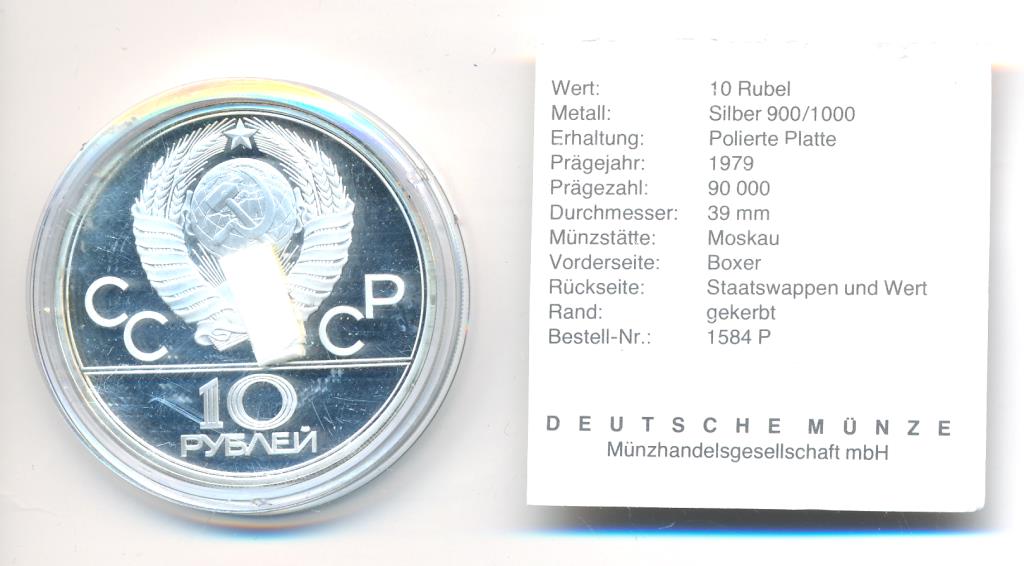 СССР
10
РУБЛЕЙ
Wert: 10 Rubel
Metall: Silber 900/1000
Erhaltung: Polierte Platte
Prägejahr: 1979
Prägezahl: 90 000
Durchmesser: 39 mm
Münzstätte: Moskau
Vorderseite: Boxer
Rückseite: Staatswappen und Wert
Rand: gekerbt
Bestell-Nr.: 1584 P
DEUTSCHE MÜNZE
Münzhandelsgesellschaft mbH